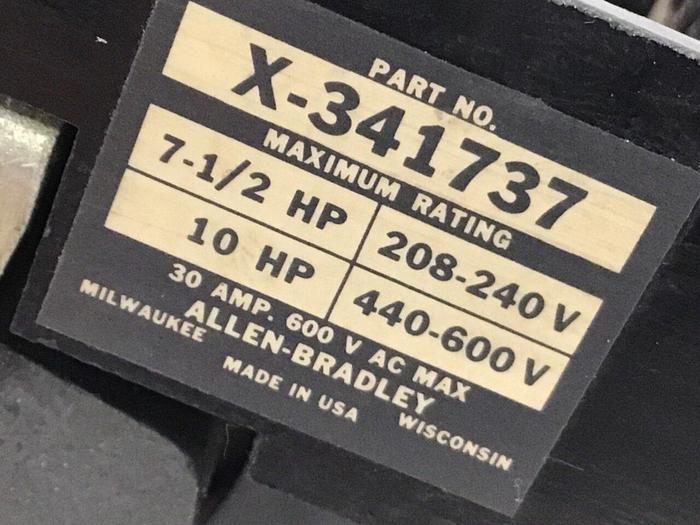 PART NO.
X-341737
MAXIMUM RATING
7-1/2 HP 208-240 V
10 HP 440-600 V
30 AMP. 600 V AC MAX
ALLEN-BRADLEY
MILWAUKEE WISCONSIN
MADE IN USA